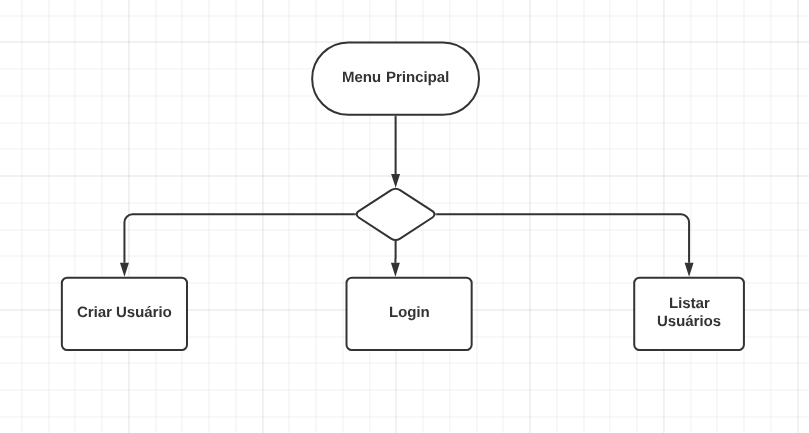 Menu Principal
Criar Usuário
Login
Listar
Usuários